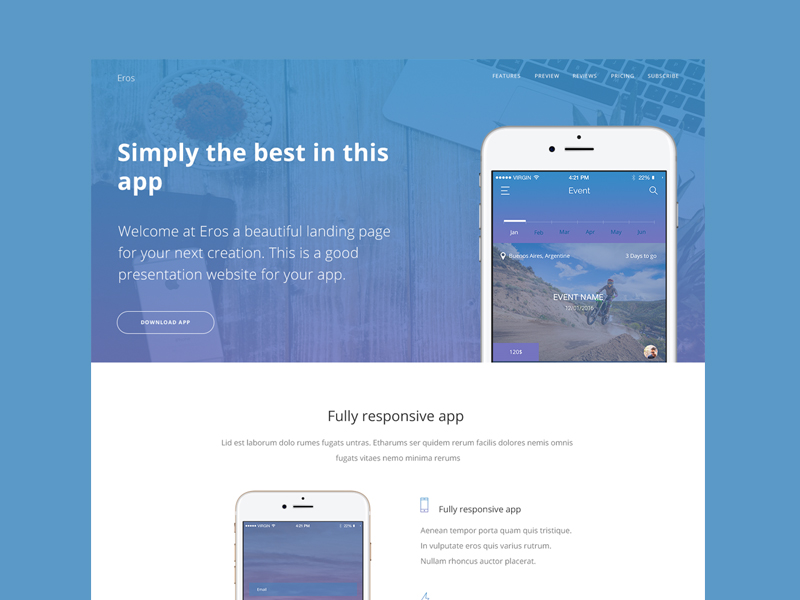 Eros
FEATURES PREVIEW REVIEWS PRICING SUBSCRIBE
Simply the best in this
app
Welcome at Eros a beautiful landing page
for your next creation. This is a good
presentation website for your app.
DOWNLOAD APP
VIRGIN 4:21 PM 22%
Event
Jan Feb Mar Apr May Jun
Buenos Aires, Argentine 3 Days to go
EVENT NAME
12/01/2016
120$
Fully responsive app
Lid est laborum dolo rumes fugats untras. Etharums ser quidem rerum facilis dolores nemis omnis
fugats vitaes nemo minima rerums
VIRGIN 4:21 PM 22%
Email
Fully responsive app
Aenean tempor porta quam quis tristique.
In vulputate eros quis varius rutrum.
Nullam rhoncus auctor placerat.